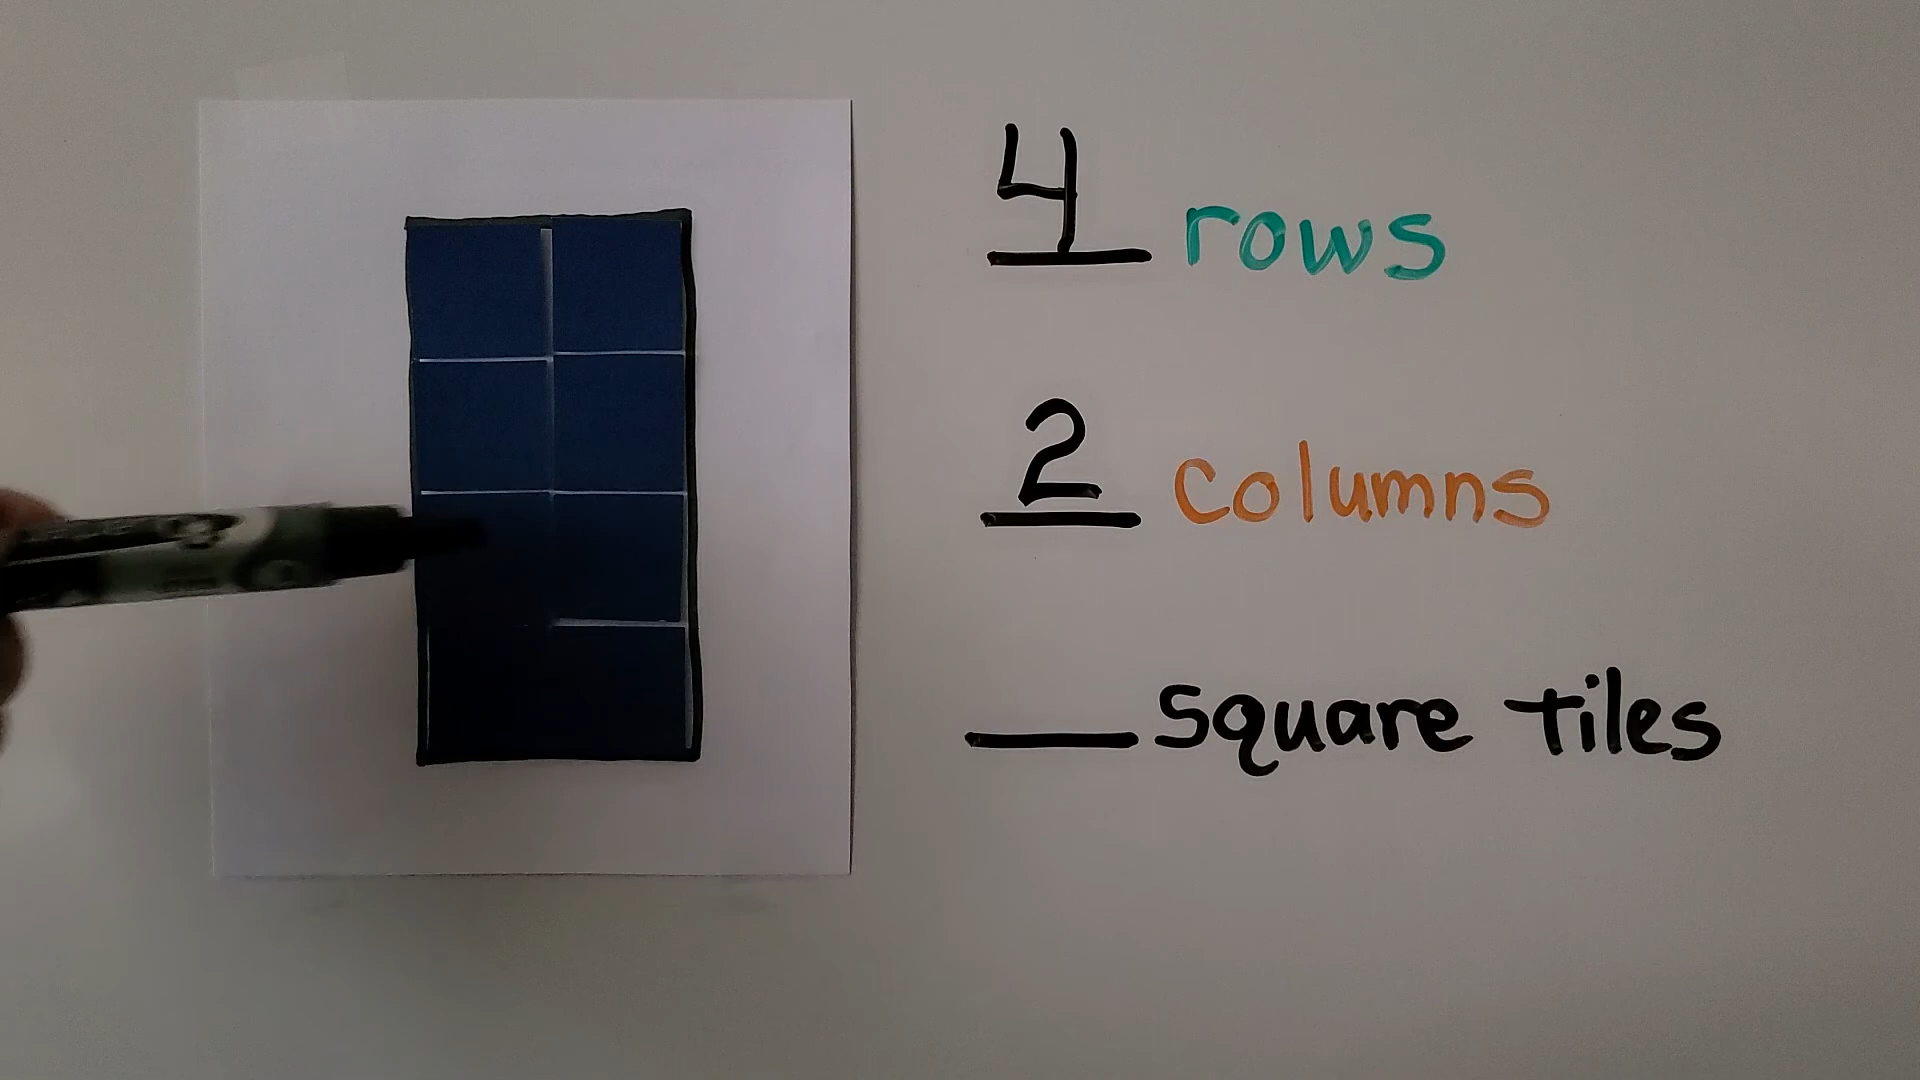 4 rows
2 columns
___ square tiles